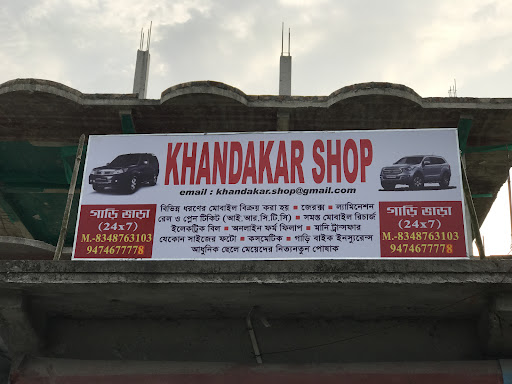 KHANDAKAR SHOP
email : khandakar.shop@gmail.com
বিভিন্ন ধরণের মোবাইল বিক্রয় করা হয় ■ জেরক্স ■ ল্যামিনেশন
রেল ও প্লেন টিকিট (আই.আর.সি.টি.সি) ■ সমস্ত মোবাইল রিচার্জ
ইলেকট্রিক বিল ■ অনলাইন ফর্ম ফিলাপ ■ মানি ট্রান্সফার
যেকোন সাইজের ফটো ■ কসমেটিক ■ গাড়ি বাইক ইনস্যুরেন্স
আধুনিক ছেলে মেয়েদের নিত্যনতুন পোষাক
গাড়ি ভাড়া
(24x7)
M.-8348763103
9474677778
গাড়ি ভাড়া
(24x7)
M.-8348763103
9474677778